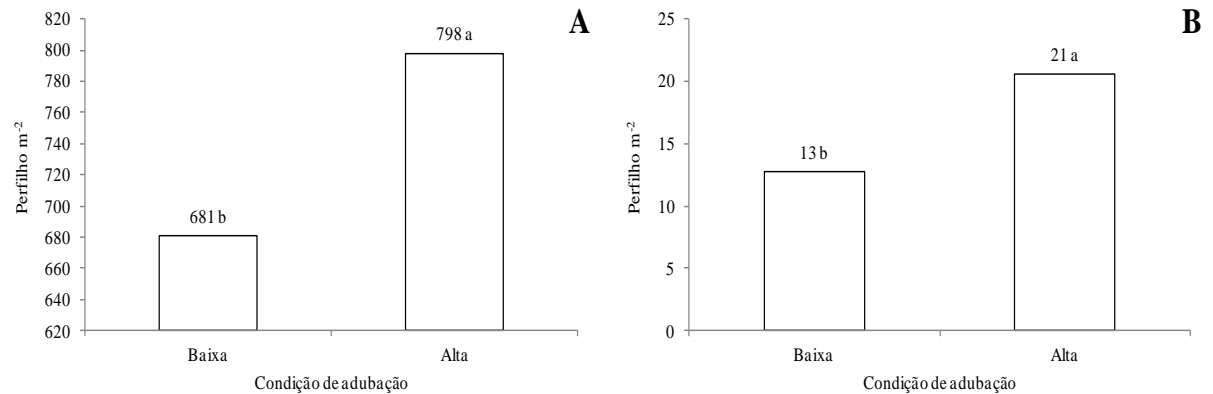 A
820
800
780
760
740
720
700
680
660
640
620
Perfilho m-2
681 b
798 a
Baixa
Alta
Condição de adubação
B
25
20
15
10
5
0
Perfilho m-2
13 b
21 a
Baixa
Alta
Condição de adubação